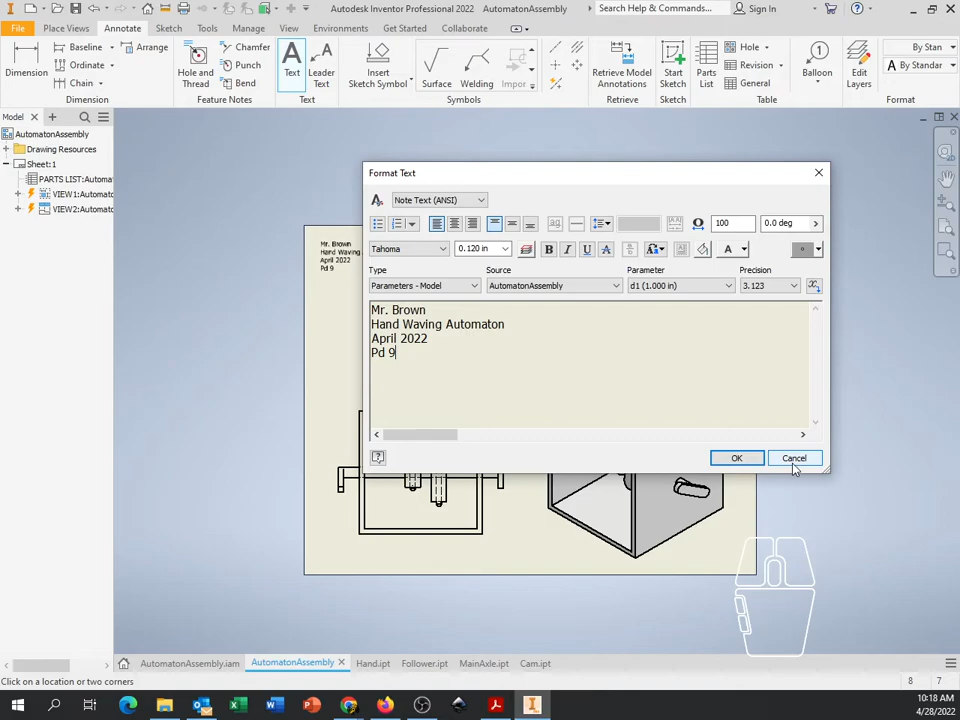 Autodesk Inventor Professional 2022 AutomatonAssembly
Search Help & Commands...
Sign In
File
Place Views
Annotate
Sketch
Tools
Manage
View
Environments
Get Started
Collaborate
Dimension
Baseline
Ordinate
Chain
Arrange
Dimension
Hole and Thread
Chamfer
Punch
Bend
Feature Notes
Text
Leader Text
Text
Insert Sketch Symbol
Surface
Welding
Impor
Symbols
Retrieve Model Annotations
Retrieve
Start Sketch
Sketch
Parts List
Hole
Revision
General
Table
Balloon
Edit Layers
By Stan
By Standar
Format
Model
AutomatonAssembly
Drawing Resources
Sheet:1
PARTS LIST:Automa
VIEW1:Automato
VIEW2:Automato
Mr. Brown
Hand Waving
April 2022
Pd 9
Format Text
Note Text (ANSI)
100
0.0 deg
Tahoma
0.120 in
B I U A
A
Type
Source
Parameter
Precision
Parameters - Model
AutomatonAssembly
d1 (1.000 in)
3.123
Mr. Brown
Hand Waving Automaton
April 2022
Pd 9
OK
Cancel
AutomatonAssembly.iam
AutomatonAssembly
Hand.ipt
Follower.ipt
MainAxle.ipt
Cam.ipt
Click on a location or two corners
8
7
10:18 AM
4/28/2022